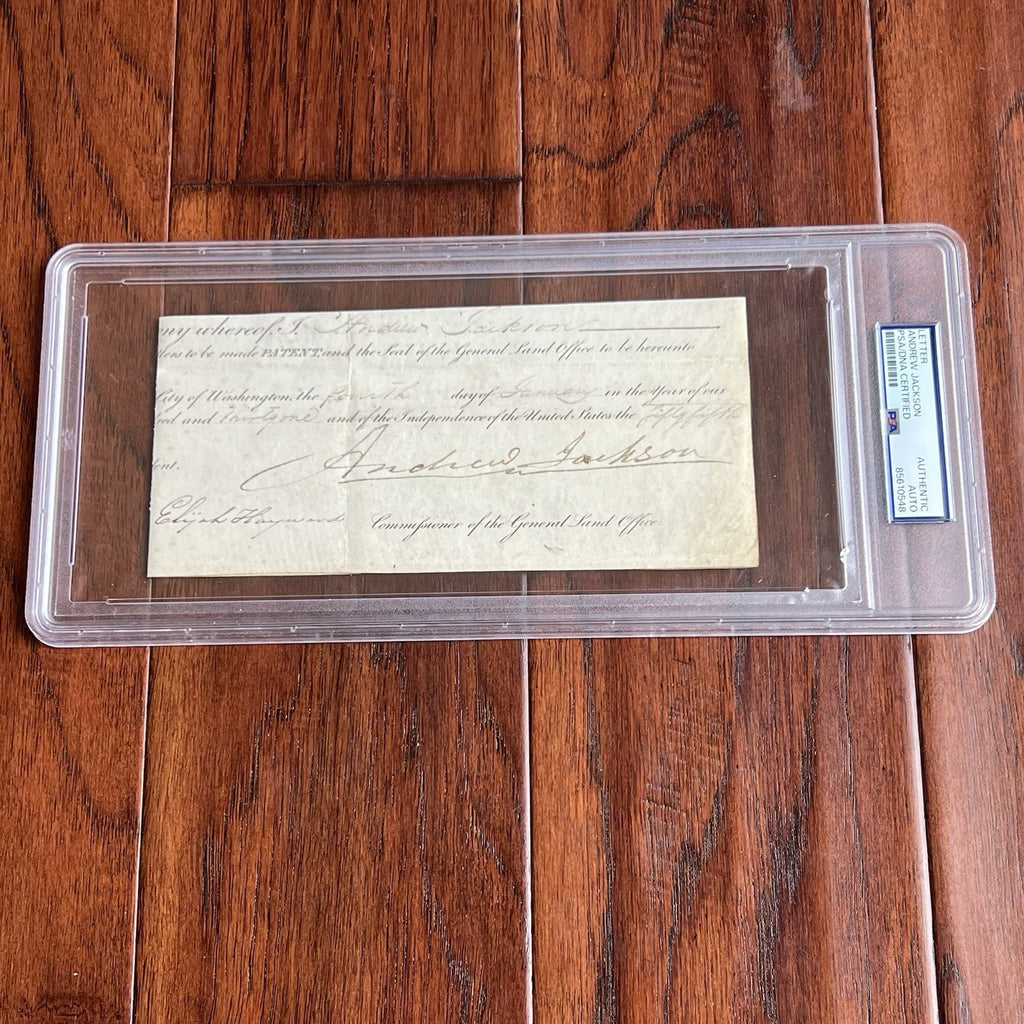 ny whereof, I, Andrew Jackson
ders to be made PATENT, and the Seal of the General Land Office to be hereunto
City of Washington, the fourth day of January in the Year of our
red and thirty one and of the Independence of the United States the fifty fifth
ent. Andrew Jackson
Elijah Hayward Commissioner of the General Land Office.
LETTER
ANDREW JACKSON
PSA/DNA CERTIFIED
PSA
AUTHENTIC
AUTO
85610548